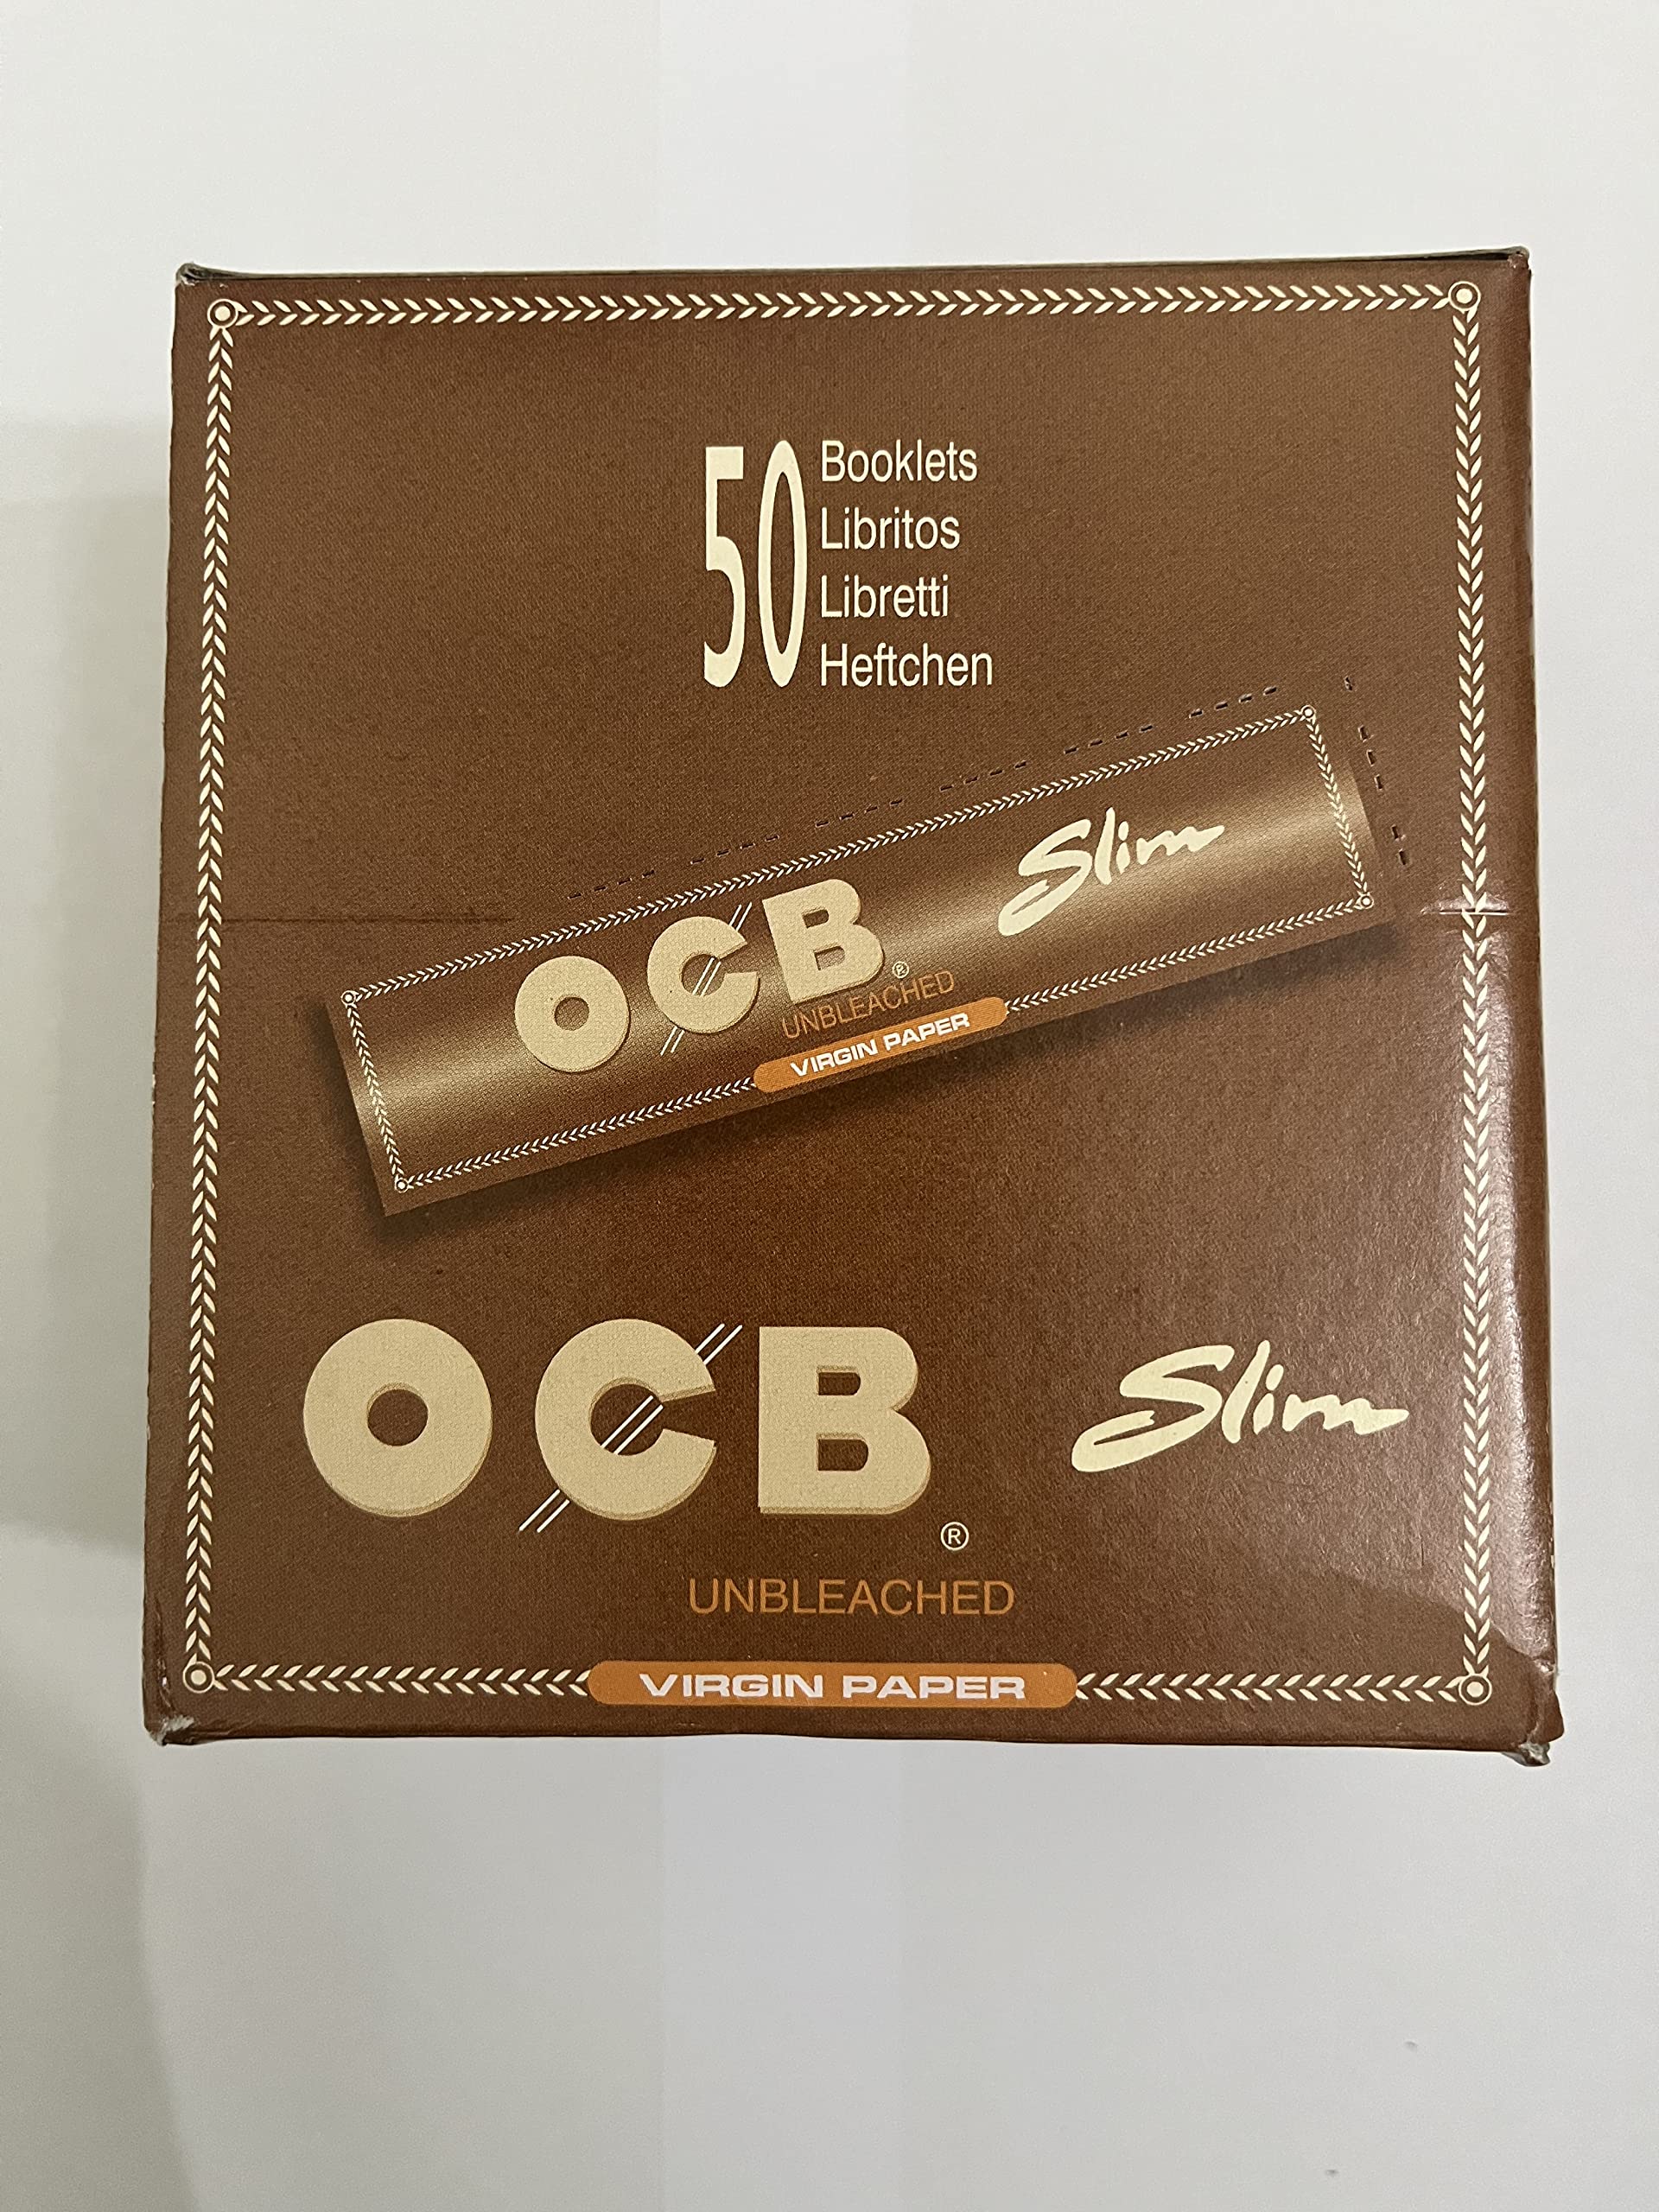 50 Booklets
Libritos
Libretti
Heftchen
OCB® Slim
UNBLEACHED
VIRGIN PAPER
OCB® Slim
UNBLEACHED
VIRGIN PAPER